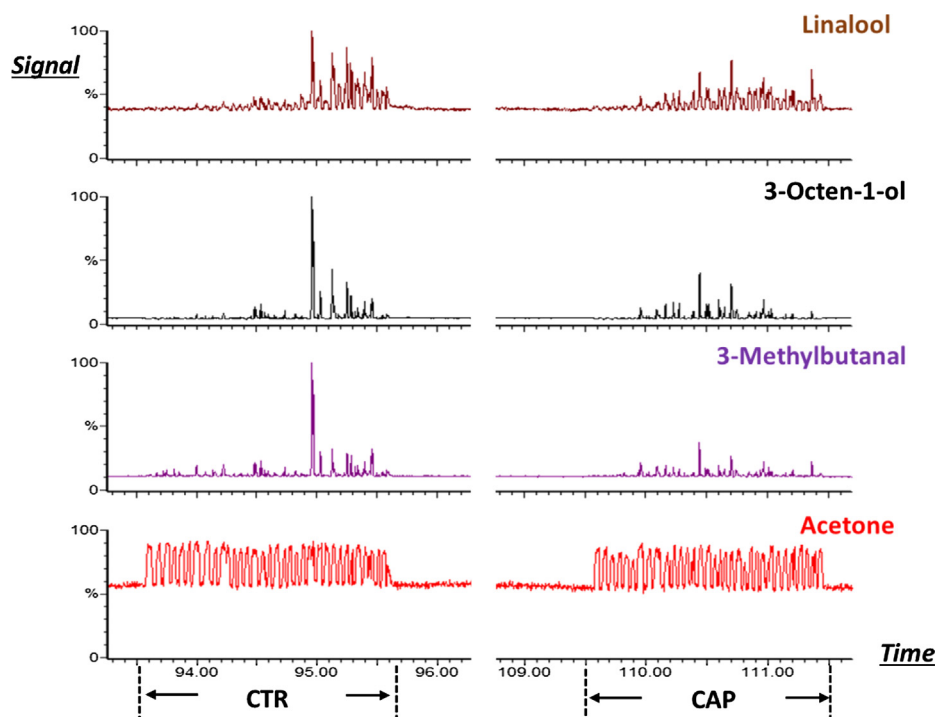 Linalool
100
Signal
%
0
3-Octen-1-ol
100
%
0
3-Methylbutanal
100
%
0
Acetone
100
%
0
94.00 95.00 96.00 109.00 110.00 111.00
Time
CTR CAP